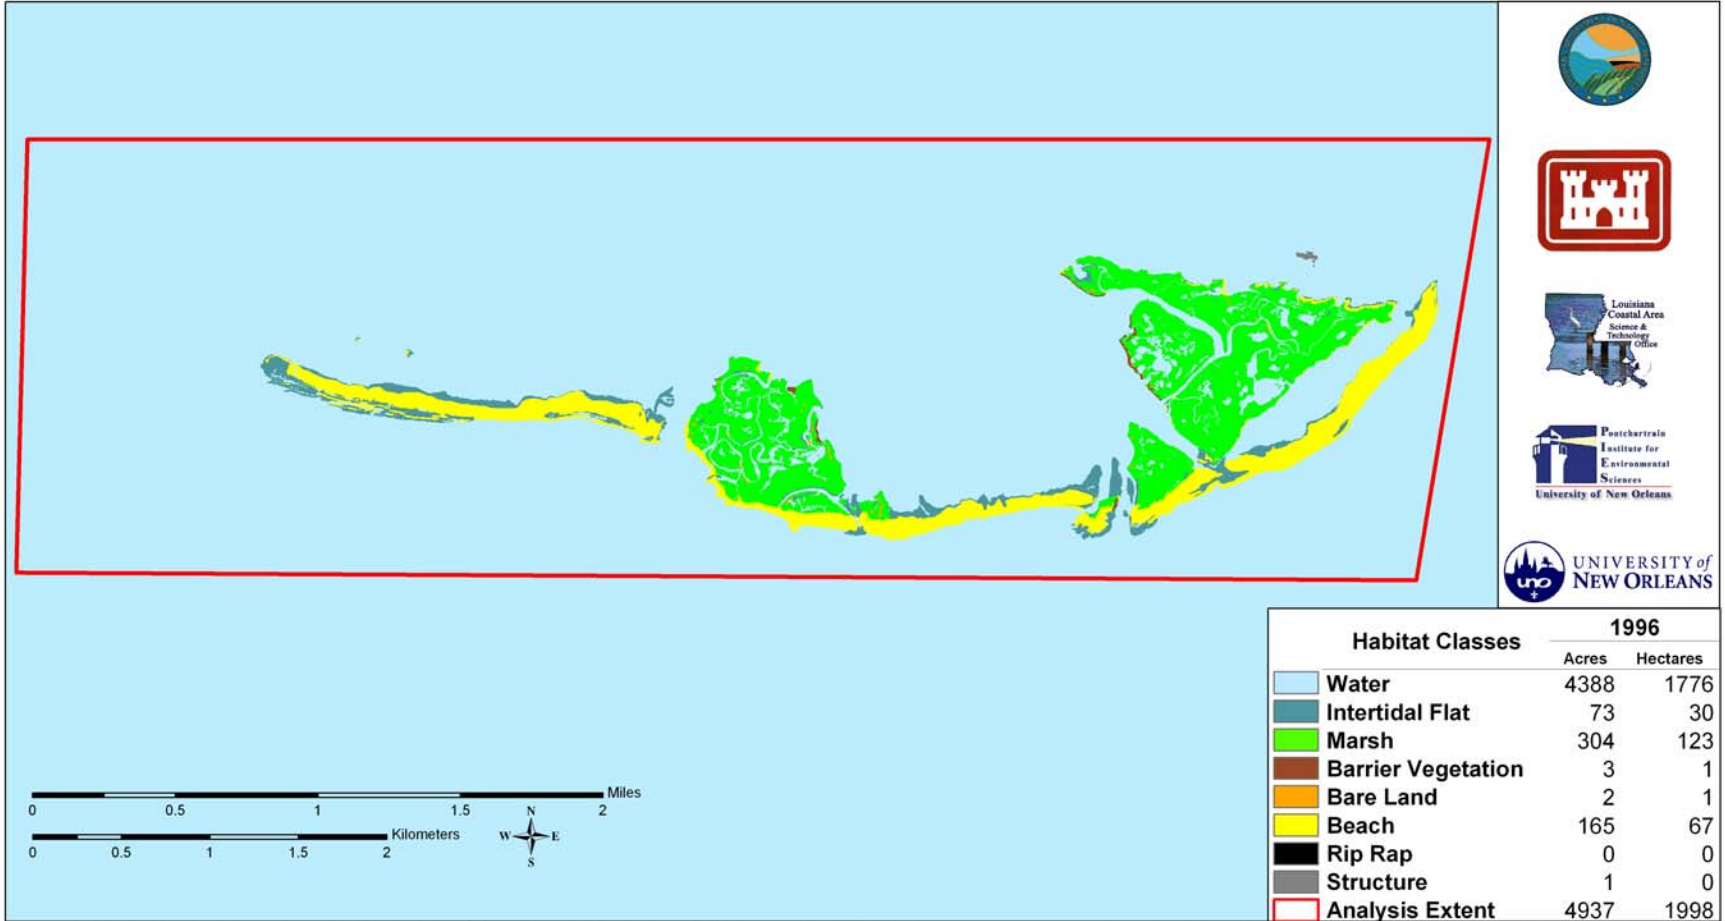 Louisiana
Coastal Area
Science &
Technology
Office
Pontchartrain
Institute for
Environmental
Sciences
University of New Orleans
uno
UNIVERSITY of
NEW ORLEANS
Habitat Classes 1996
Acres Hectares
Water 4388 1776
Intertidal Flat 73 30
Marsh 304 123
Barrier Vegetation 3 1
Bare Land 2 1
Beach 165 67
Rip Rap 0 0
Structure 1 0
Analysis Extent 4937 1998
Miles
0 0.5 1 1.5 2
Kilometers
0 0.5 1 1.5 2
N
W E
S